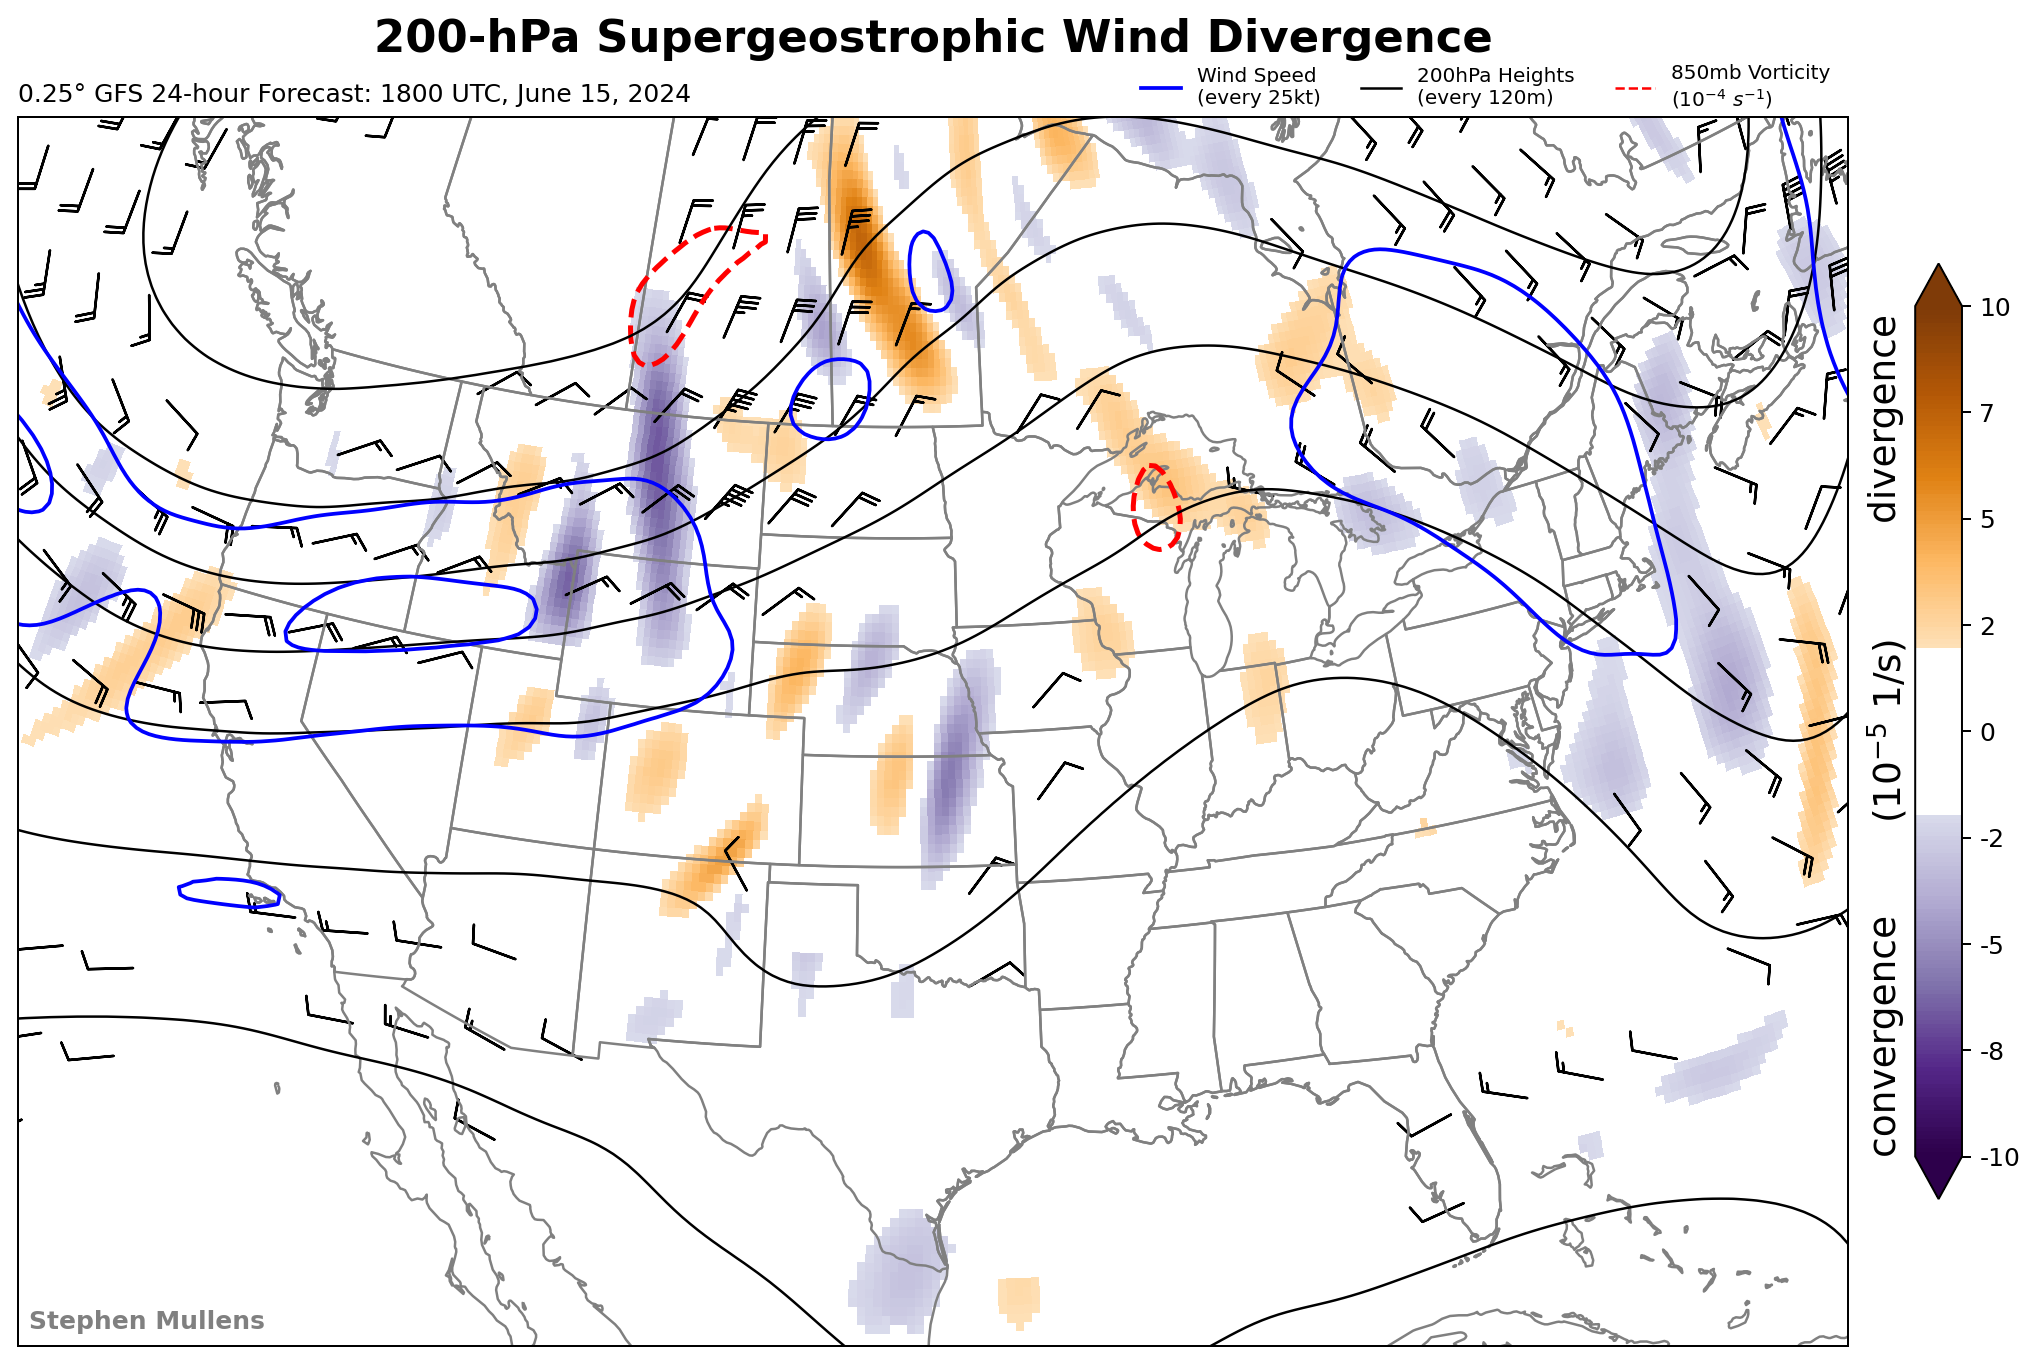 200-hPa Supergeostrophic Wind Divergence
0.25° GFS 24-hour Forecast: 1800 UTC, June 15, 2024
Wind Speed
(every 25kt)
200hPa Heights
(every 120m)
850mb Vorticity
(10⁻⁴ s⁻¹)
10
7
5
2
0
-2
-5
-8
-10
convergence (10⁻⁵ 1/s) divergence
Stephen Mullens